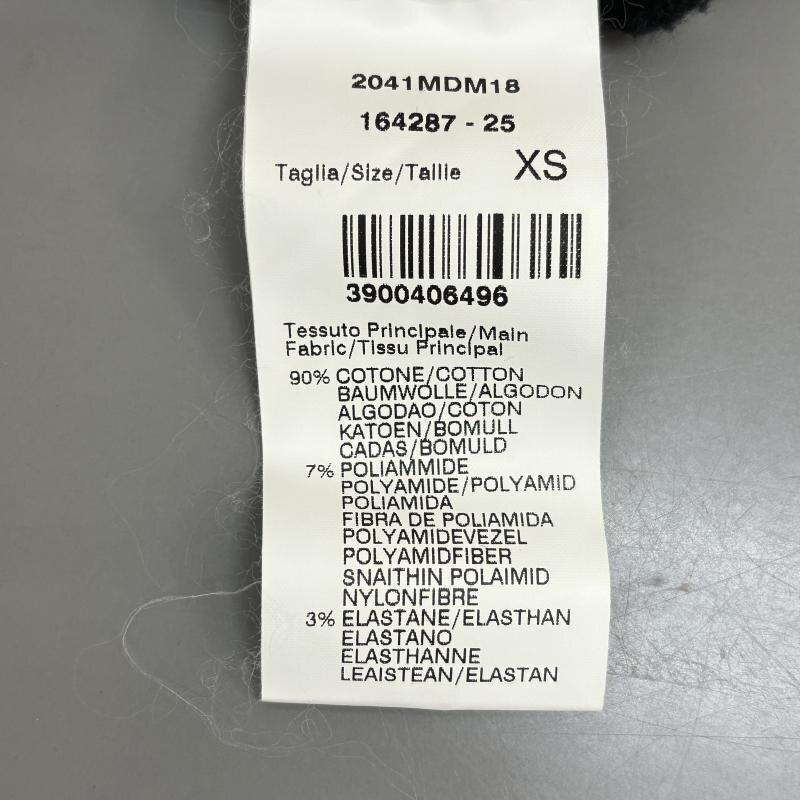 2041MDM18
164287 - 25
Taglia/Size/Taille XS
3900406496
Tessuto Principale/Main
Fabric/Tissu Principal
90% COTONE/COTTON
BAUMWOLLE/ALGODON
ALGODAO/COTON
KATOEN/BOMULL
CADAS/BOMULD
7% POLIAMMIDE
POLYAMIDE/POLYAMID
POLIAMIDA
FIBRA DE POLIAMIDA
POLYAMIDEVEZEL
POLYAMIDFIBER
SNAITHIN POLAIMID
NYLONFIBRE
3% ELASTANE/ELASTHAN
ELASTANO
ELASTHANNE
LEAISTEAN/ELASTAN